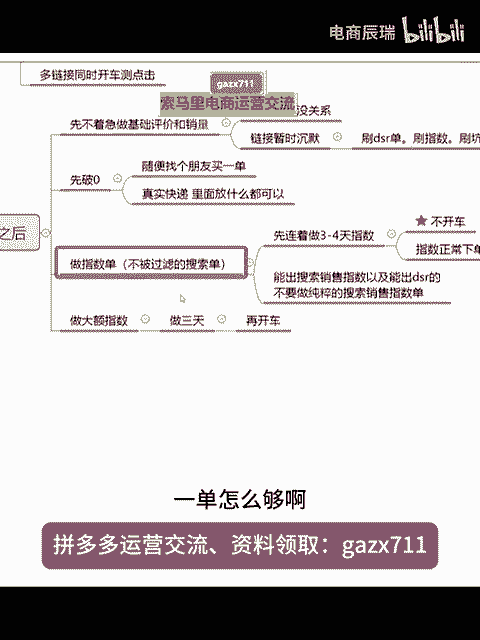 电商辰瑞 bilibili
多链接同时开车测点击
gazx711
索马里电商运营交流
没关系
先不着急做基础评价和销量
链接暂时沉默
刷dsr单。刷指数。刷坑
随便找个朋友买一单
先破0
真实快递 里面放什么都可以
之后
不开车
先连着做3-4天指数
指数正常下单
做指数单（不被过滤的搜索单）
能出搜索销售指数以及能出dsr的
不要做纯粹的搜索销售指数单
做大额指数
做三天
再开车
一单怎么够啊
拼多多运营交流、资料领取：gazx711